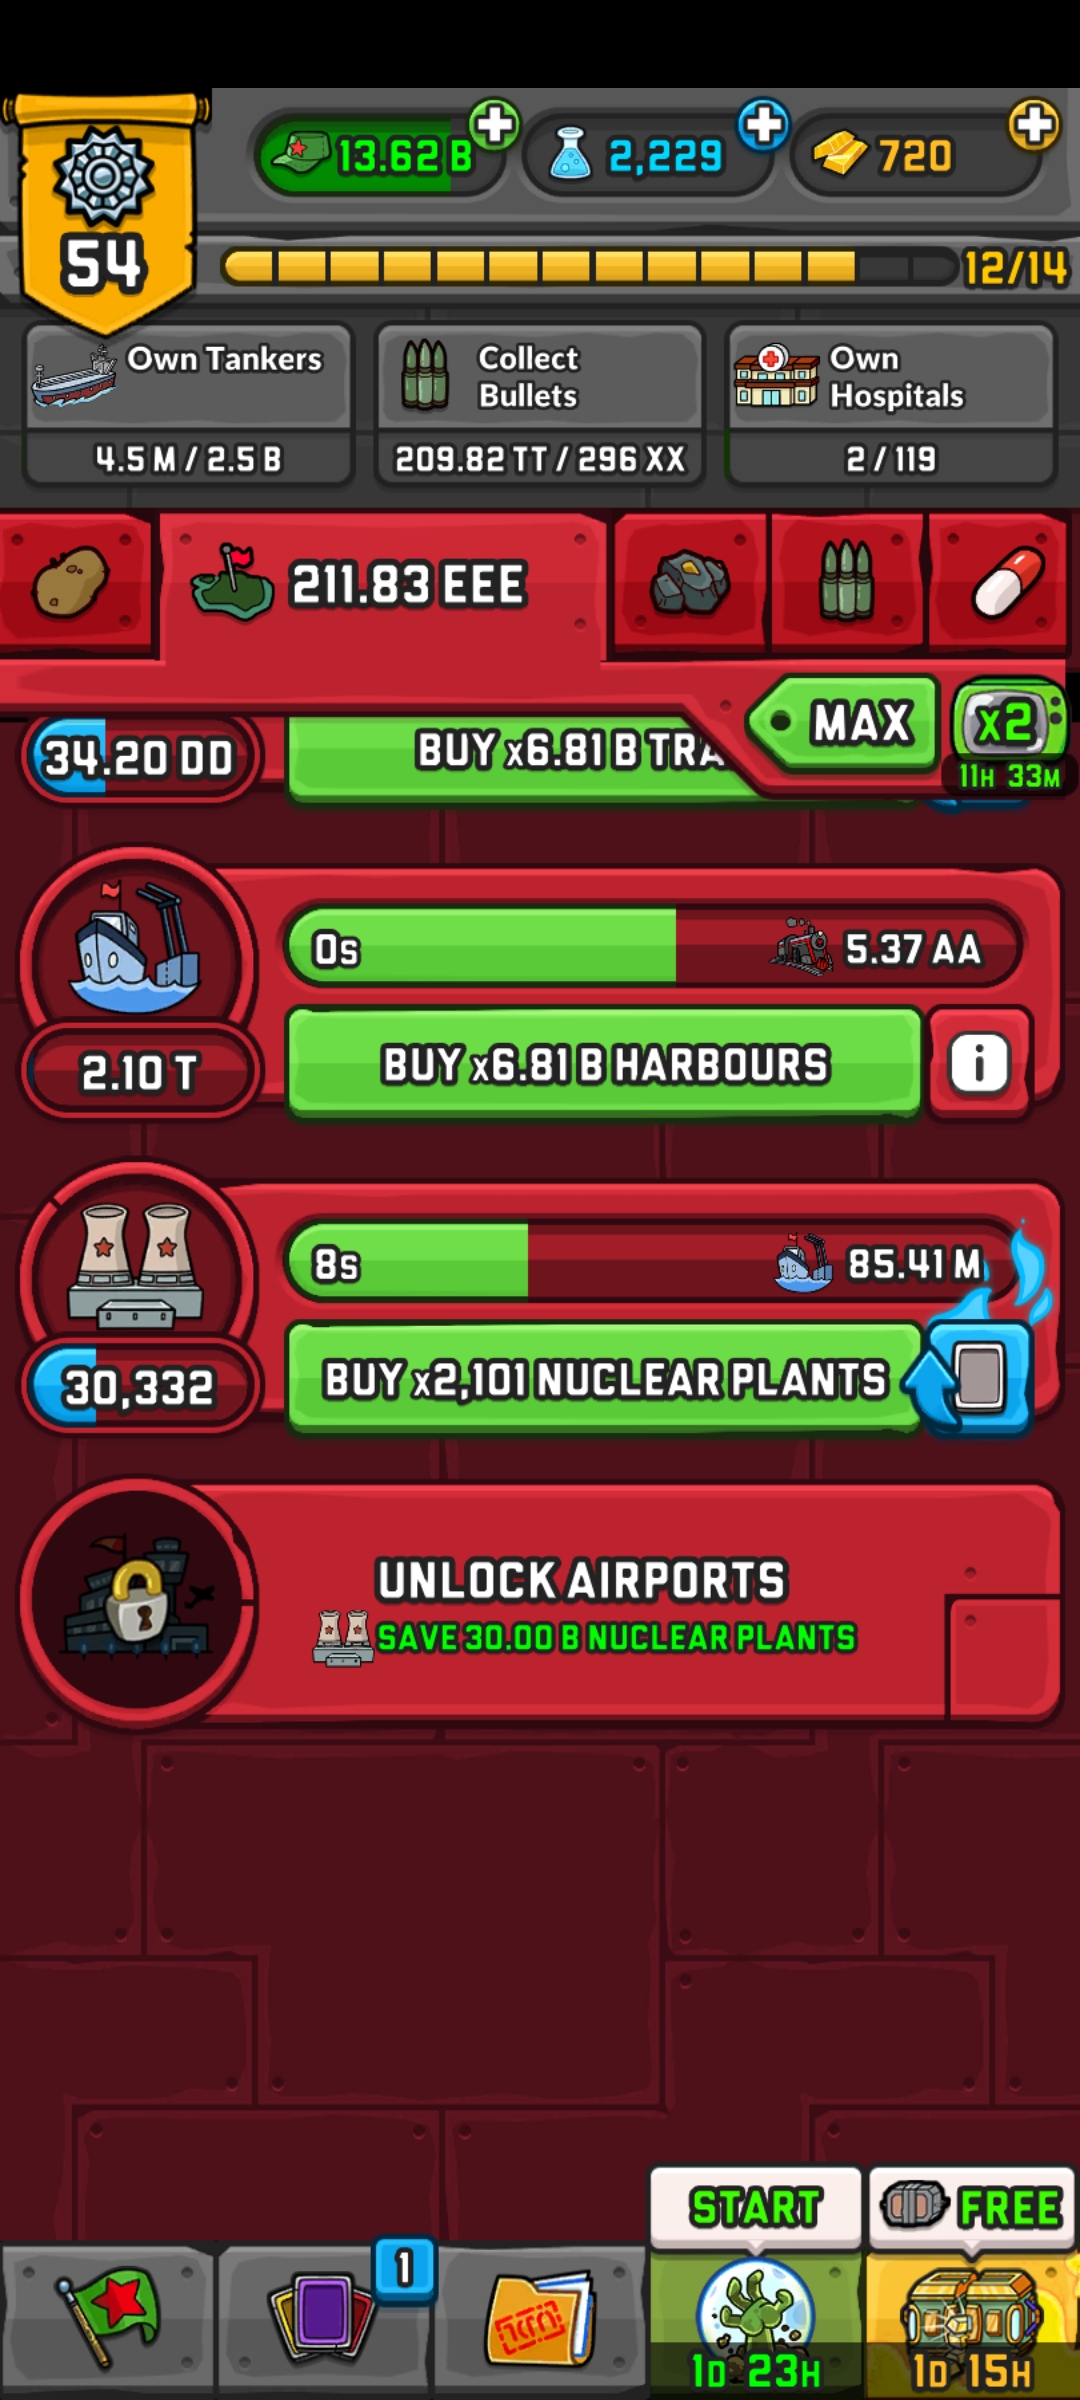 54
13.62 B
2,229
720
12/14
Own Tankers
4.5 M / 2.5 B
Collect
Bullets
209.82 TT / 296 XX
Own
Hospitals
2 / 119
211.83 EEE
MAX
x2
11H 33M
34.20 DD
BUY x6.81 B TRA
0s
5.37 AA
2.10 T
BUY x6.81 B HARBOURS
i
8s
85.41 M
30,332
BUY x2,101 NUCLEAR PLANTS
UNLOCK AIRPORTS
SAVE 30.00 B NUCLEAR PLANTS
START
FREE
1
1D 23H
1D 15H